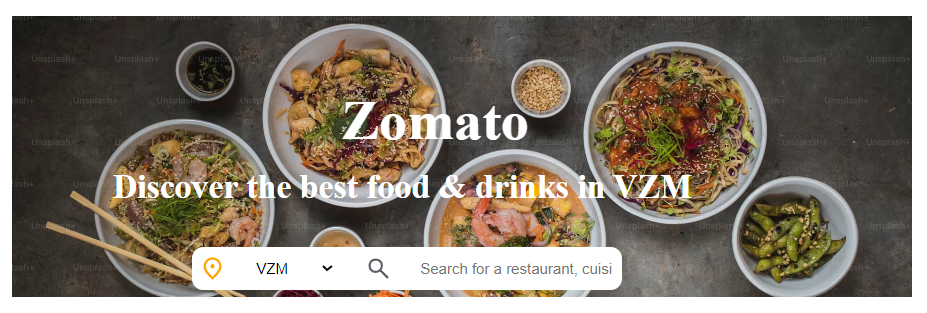 Zomato
Discover the best food & drinks in VZM
VZM
Search for a restaurant, cuisi
Unsplash+